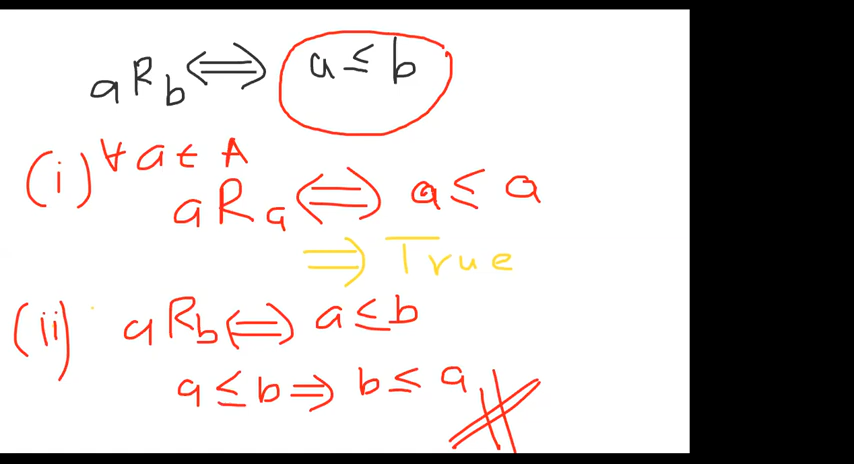 aRb ⟺ a ≤ b
(i) ∀ a ∈ A
aRa ⟺ a ≤ a
⟹ True
(ii) aRb ⟺ a ≤ b
a ≤ b ⟹ b ≤ a